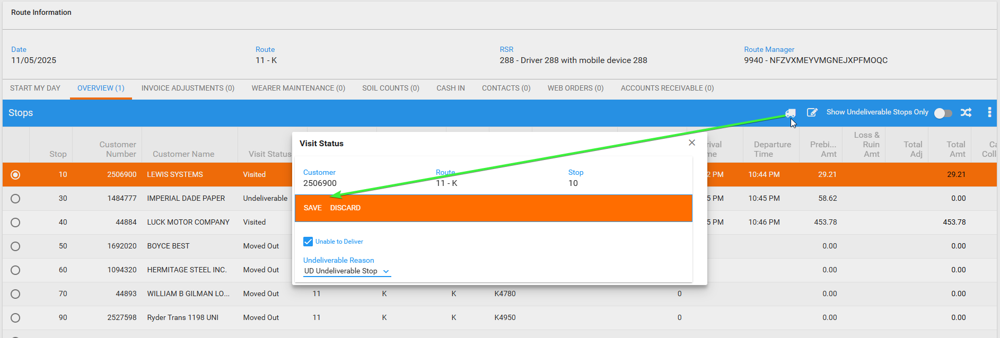 Route Information
Date Route RSR Route Manager
11/05/2025 11 - K 288 - Driver 288 with mobile device 288 9940 - NFZVXMEYVMGNEJXPFMOQC
START MY DAY OVERVIEW (1) INVOICE ADJUSTMENTS (0) WEARER MAINTENANCE (0) SOIL COUNTS (0) CASH IN CONTACTS (0) WEB ORDERS (0) ACCOUNTS RECEIVABLE (0)
Stops Show Undeliverable Stops Only
Stop Customer Number Customer Name Visit Status rival me Departure Time Prebi... Amt Loss & Ruin Amt Total Adj Total Amt Ca Coll
10 2506900 LEWIS SYSTEMS Visited 2 PM 10:44 PM 29.21 29.21
30 1484777 IMPERIAL DADE PAPER Undeliverable 5 PM 10:45 PM 58.62 0.00
40 44884 LUCK MOTOR COMPANY Visited 5 PM 10:46 PM 453.78 453.78
50 1692020 BOYCE BEST Moved Out 0.00 0.00
60 1094320 HERMITAGE STEEL INC. Moved Out 0.00 0.00
70 44893 WILLIAM B GILMAN LO... Moved Out 11 K K K4780 0 0.00 0.00
90 2527598 Ryder Trans 1198 UNI Moved Out 11 K K K4950 0 0.00 0.00
Visit Status
Customer Route Stop
2506900 11 - K 10
SAVE DISCARD
Unable to Deliver
Undeliverable Reason
UD Undeliverable Stop